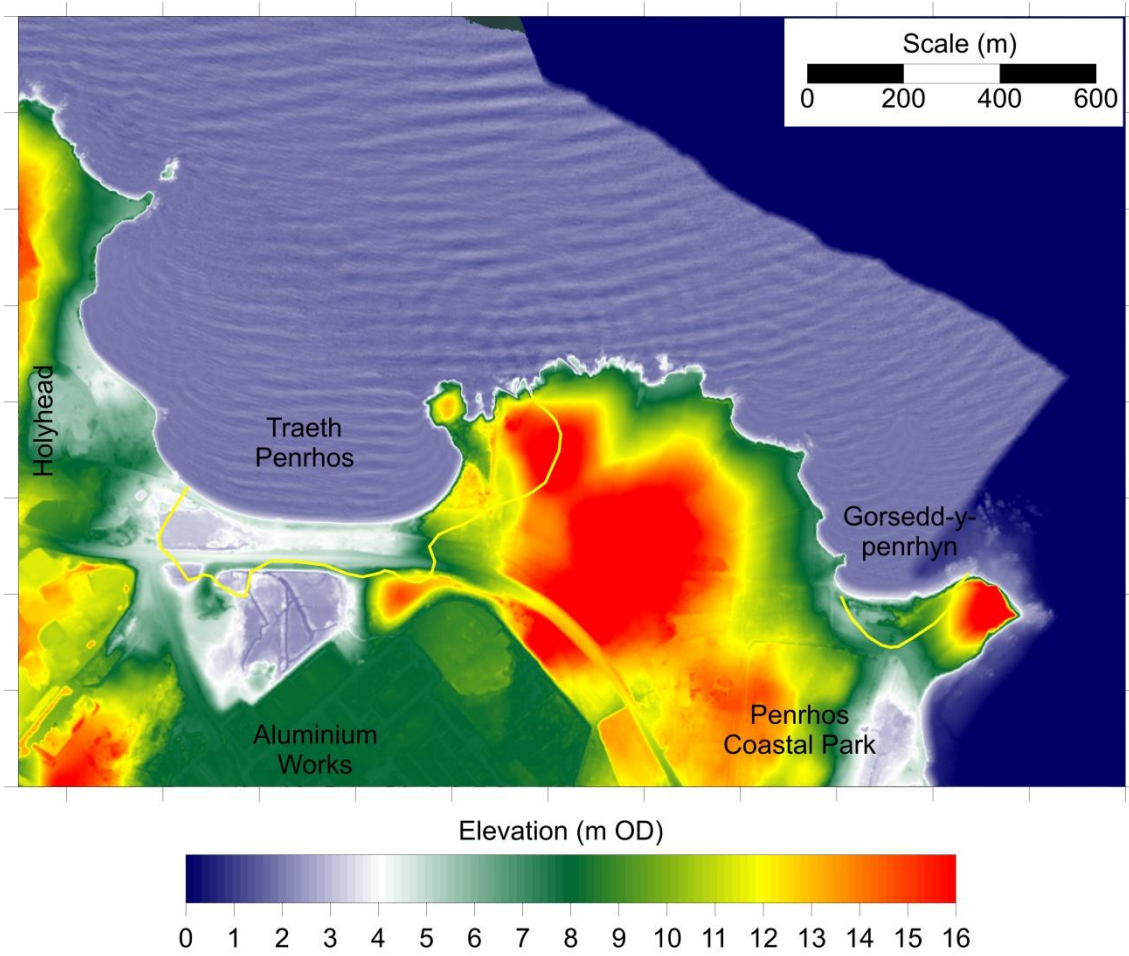 Scale (m)
0 200 400 600
Holyhead
Traeth
Penrhos
Gorsedd-y-
penrhyn
Aluminium
Works
Penrhos
Coastal Park
Elevation (m OD)
0 1 2 3 4 5 6 7 8 9 10 11 12 13 14 15 16